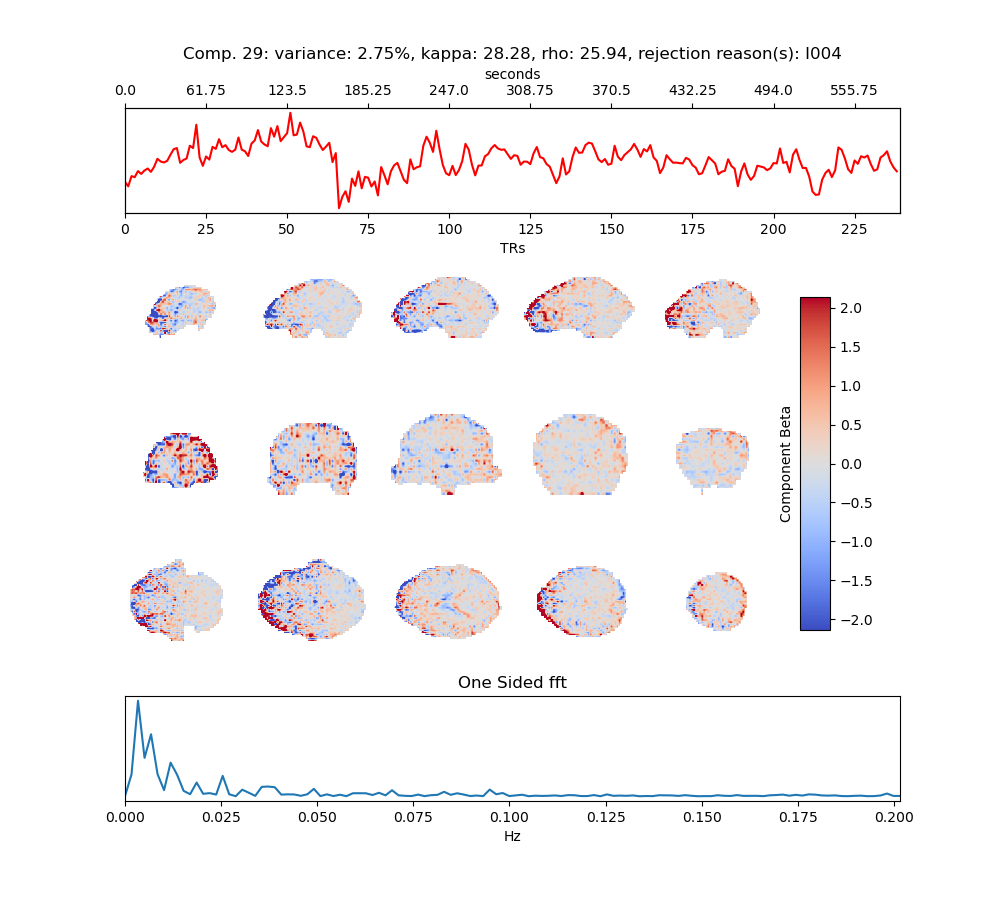 Comp. 29: variance: 2.75%, kappa: 28.28, rho: 25.94, rejection reason(s): I004
seconds
0.0 61.75 123.5 185.25 247.0 308.75 370.5 432.25 494.0 555.75
0 25 50 75 100 125 150 175 200 225
TRs
2.0
1.5
1.0
0.5
0.0
−0.5
−1.0
−1.5
−2.0
Component Beta
One Sided fft
0.000 0.025 0.050 0.075 0.100 0.125 0.150 0.175 0.200
Hz